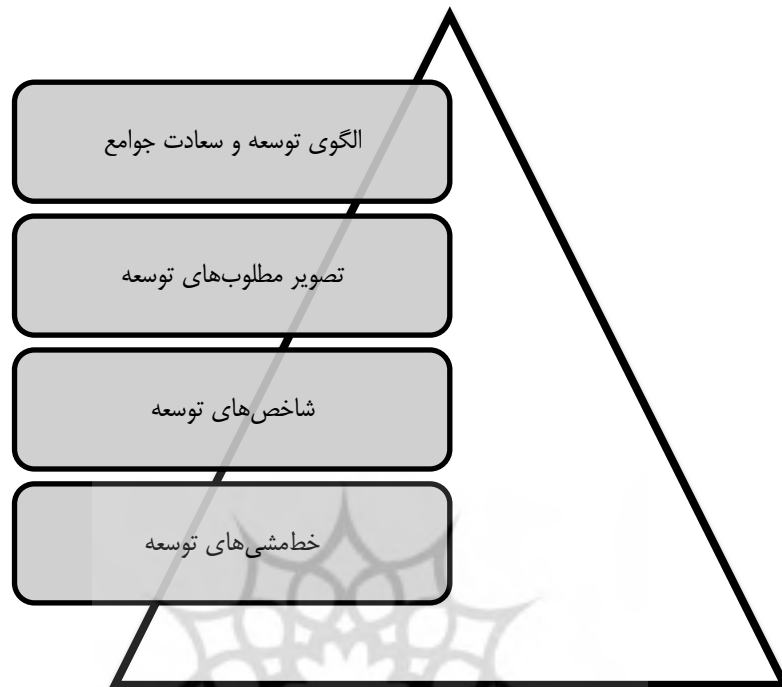 الگوی توسعه و سعادت جوامع
تصویر مطلوب‌های توسعه
شاخص‌های توسعه
خط‌مشی‌های توسعه